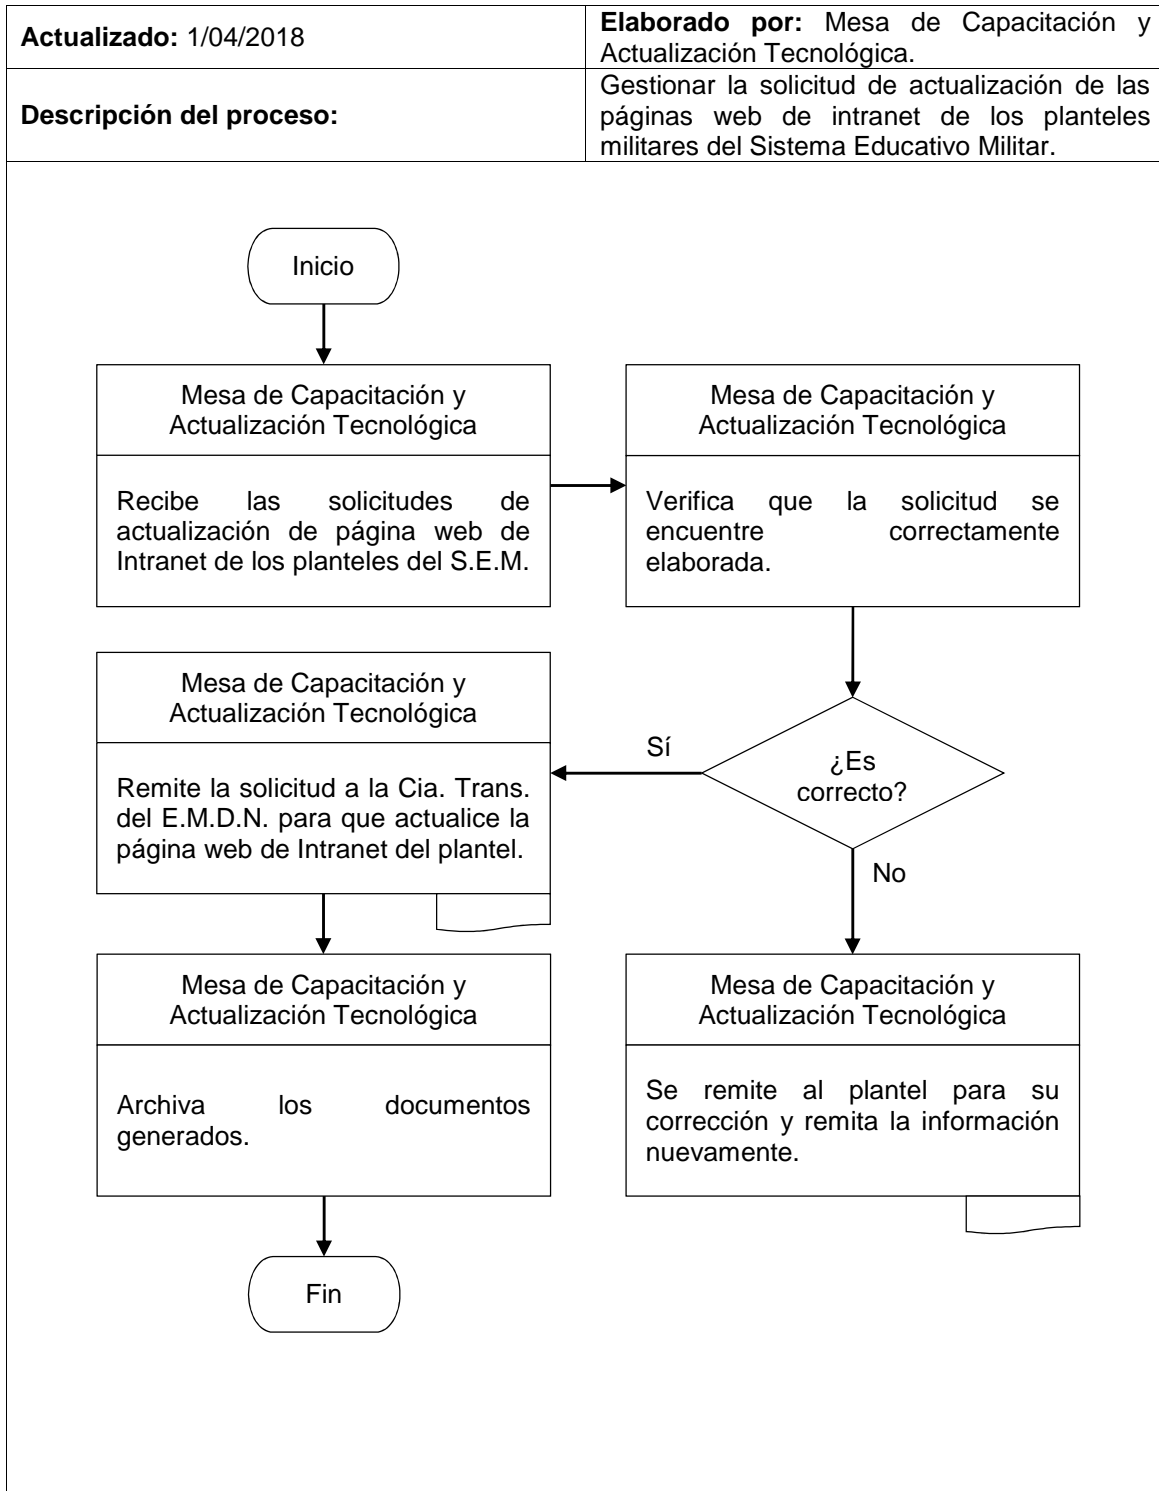 Actualizado: 1/04/2018
Elaborado por: Mesa de Capacitación y
Actualización Tecnológica.
Descripción del proceso:
Gestionar la solicitud de actualización de las
páginas web de intranet de los planteles
militares del Sistema Educativo Militar.
Inicio
Mesa de Capacitación y
Actualización Tecnológica
Recibe las solicitudes de
actualización de página web de
Intranet de los planteles del S.E.M.
Mesa de Capacitación y
Actualización Tecnológica
Verifica que la solicitud se
encuentre correctamente
elaborada.
¿Es
correcto?
Sí
No
Mesa de Capacitación y
Actualización Tecnológica
Remite la solicitud a la Cia. Trans.
del E.M.D.N. para que actualice la
página web de Intranet del plantel.
Mesa de Capacitación y
Actualización Tecnológica
Archiva los documentos
generados.
Mesa de Capacitación y
Actualización Tecnológica
Se remite al plantel para su
corrección y remita la información
nuevamente.
Fin